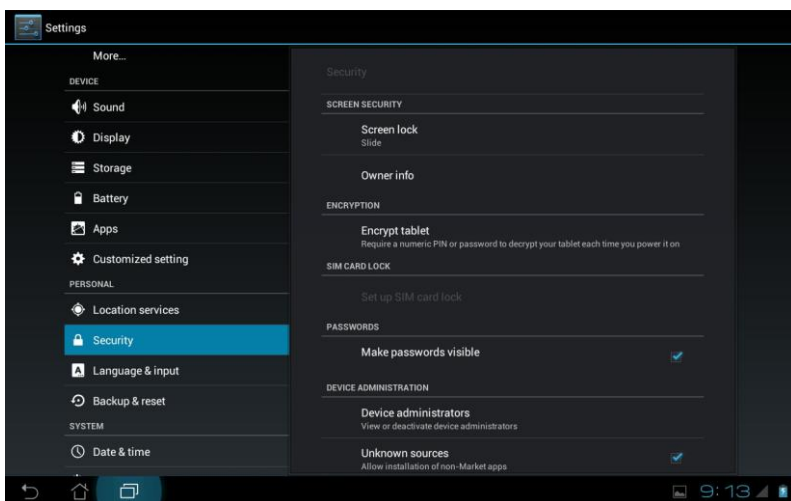 Settings
More...
DEVICE
Sound
Display
Storage
Battery
Apps
Customized setting
PERSONAL
Location services
Security
A Language & input
Backup & reset
SYSTEM
Date & time
Security
SCREEN SECURITY
Screen lock
Slide
Owner info
ENCRYPTION
Encrypt tablet
Require a numeric PIN or password to decrypt your tablet each time you power it on
SIM CARD LOCK
Set up SIM card lock
PASSWORDS
Make passwords visible
DEVICE ADMINISTRATION
Device administrators
View or deactivate device administrators
Unknown sources
Allow installation of non-Market apps
9:13